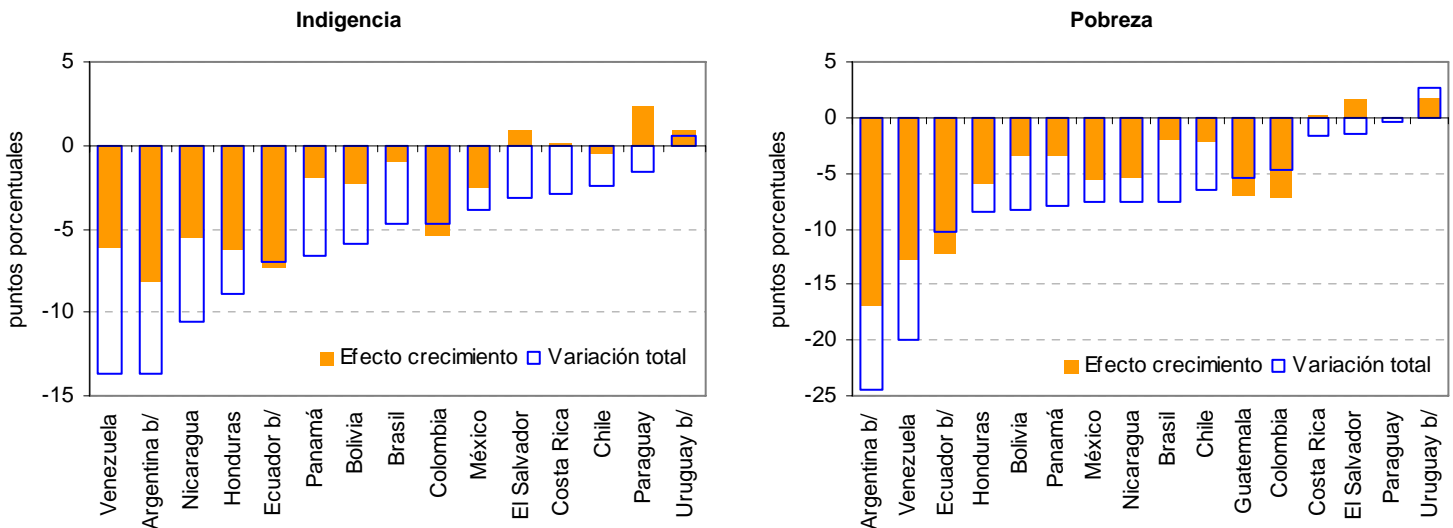 Indigencia
puntos porcentuales
5
0
-5
-10
-15
Efecto crecimiento
Variación total
Venezuela
Argentina b/
Nicaragua
Honduras
Ecuador b/
Panamá
Bolivia
Brasil
Colombia
México
El Salvador
Costa Rica
Chile
Paraguay
Uruguay b/
Pobreza
puntos porcentuales
5
0
-5
-10
-15
-20
-25
Efecto crecimiento
Variación total
Argentina b/
Venezuela
Ecuador b/
Honduras
Bolivia
Panamá
México
Nicaragua
Brasil
Chile
Guatemala
Colombia
Costa Rica
El Salvador
Paraguay
Uruguay b/